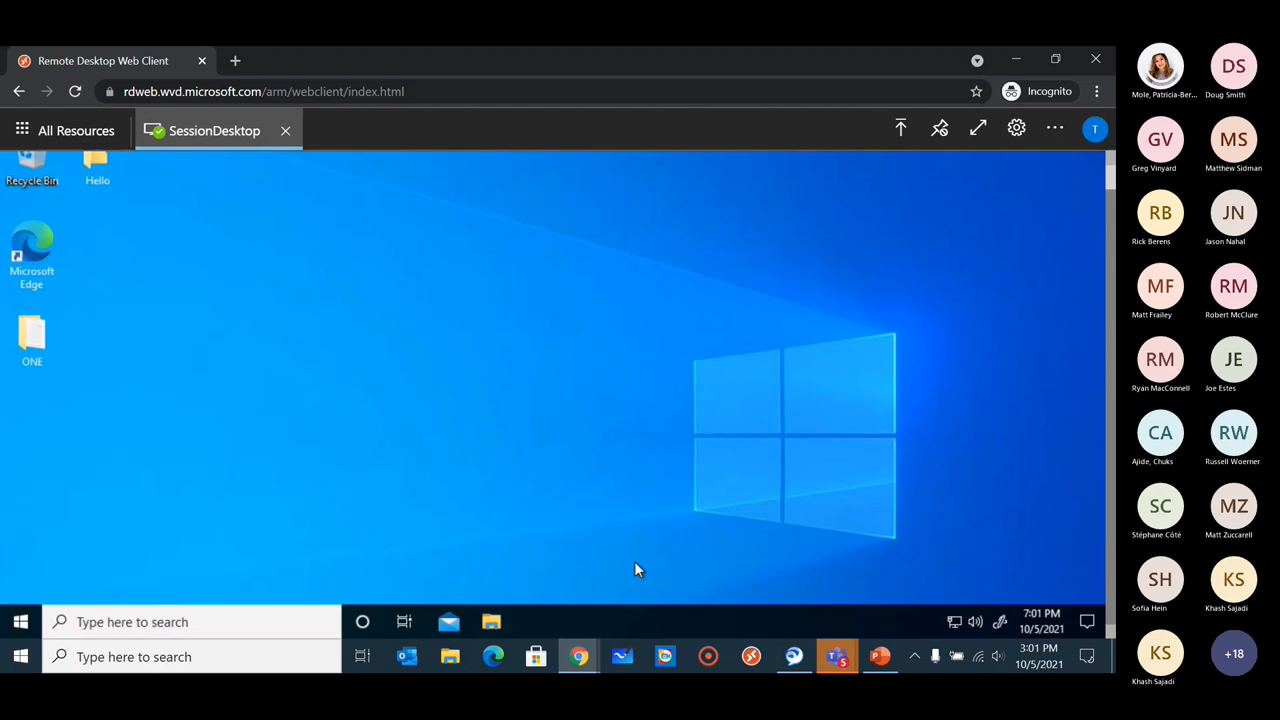 Remote Desktop Web Client
rdweb.wvd.microsoft.com/arm/webclient/index.html
Incognito
All Resources
SessionDesktop
T
Recycle Bin
Hello
Microsoft
Edge
ONE
Type here to search
7:01 PM
10/5/2021
Type here to search
5
3:01 PM
10/5/2021
Mole, Patricia-Ber...
DS
Doug Smith
GV
Greg Vinyard
MS
Matthew Sidman
RB
Rick Berens
JN
Jason Nahal
MF
Matt Frailey
RM
Robert McClure
RM
Ryan MacConnell
JE
Joe Estes
CA
Ajide, Chuks
RW
Russell Woerner
SC
Stéphane Côté
MZ
Matt Zuccarell
SH
Sofia Hein
KS
Khash Sajadi
KS
Khash Sajadi
+18